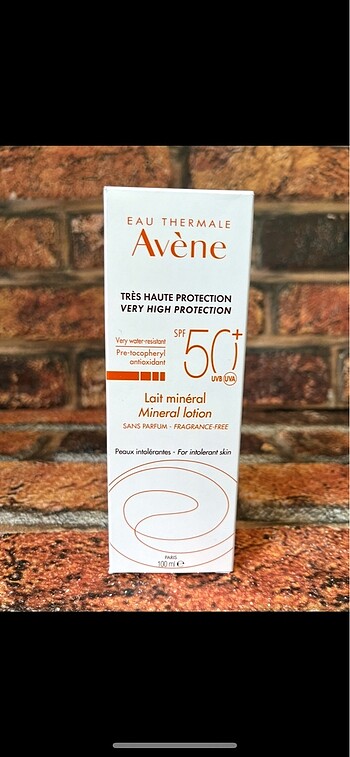 EAU THERMALE
Avène
TRÈS HAUTE PROTECTION
VERY HIGH PROTECTION
Very water-resistant
Pre-tocopheryl
antioxidant
SPF 50+
UVB UVA
Lait minéral
Mineral lotion
SANS PARFUM - FRAGRANCE-FREE
Peaux intolérantes - For intolerant skin
PARIS
100 ml ℮